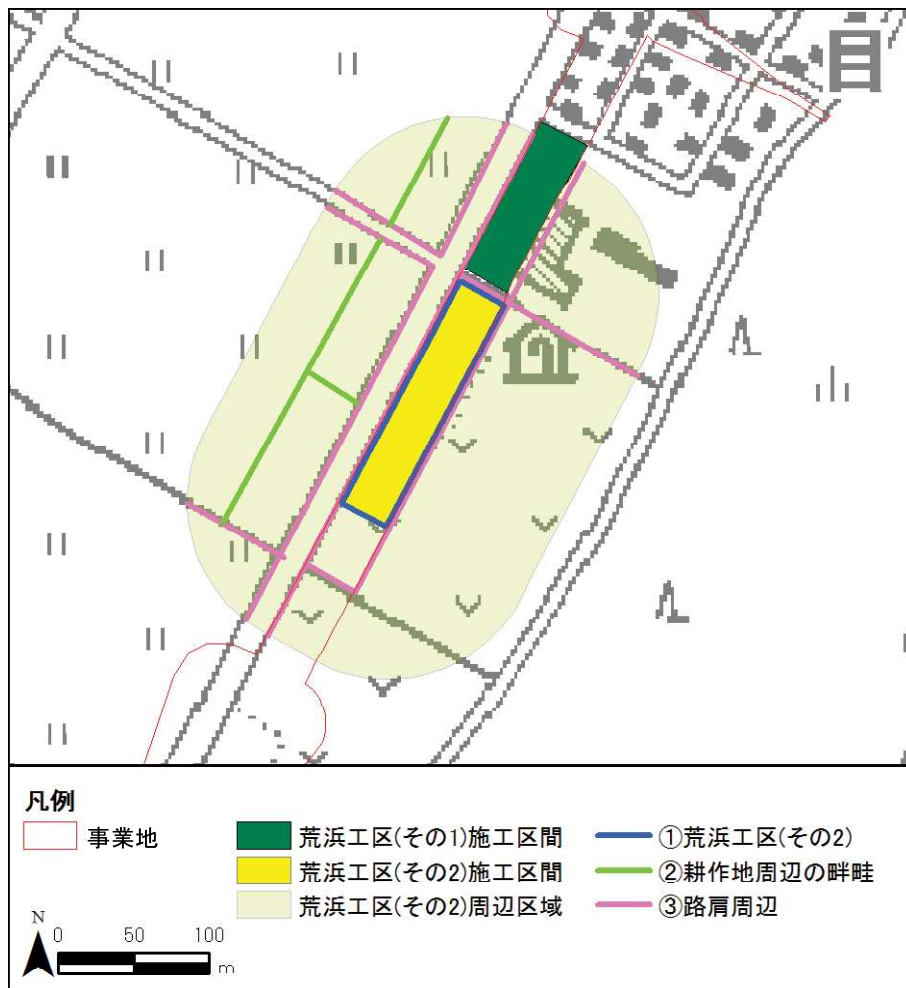 目
凡例
事業地
荒浜工区(その1)施工区間
荒浜工区(その2)施工区間
荒浜工区(その2)周辺区域
①荒浜工区(その2)
②耕作地周辺の畔畦
③路肩周辺
N
0 50 100
m